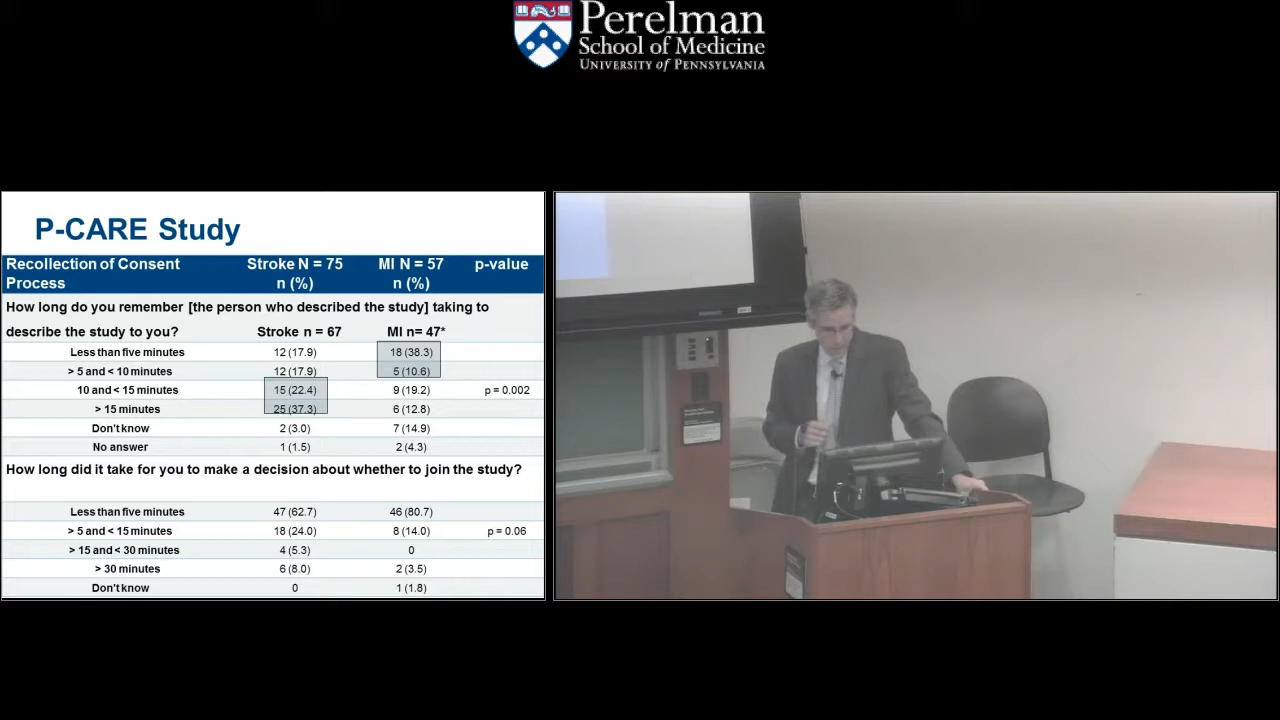 Perelman
School of Medicine
UNIVERSITY of PENNSYLVANIA
P-CARE Study
Recollection of Consent Process Stroke N = 75 n (%) MI N = 57 n (%) p-value
How long do you remember [the person who described the study] taking to
describe the study to you? Stroke n = 67 MI n= 47*
Less than five minutes 12 (17.9) 18 (38.3)
> 5 and < 10 minutes 12 (17.9) 5 (10.6)
10 and < 15 minutes 15 (22.4) 9 (19.2) p = 0.002
> 15 minutes 25 (37.3) 6 (12.8)
Don't know 2 (3.0) 7 (14.9)
No answer 1 (1.5) 2 (4.3)
How long did it take for you to make a decision about whether to join the study?
Less than five minutes 47 (62.7) 46 (80.7)
> 5 and < 15 minutes 18 (24.0) 8 (14.0) p = 0.06
> 15 and < 30 minutes 4 (5.3) 0
> 30 minutes 6 (8.0) 2 (3.5)
Don't know 0 1 (1.8)